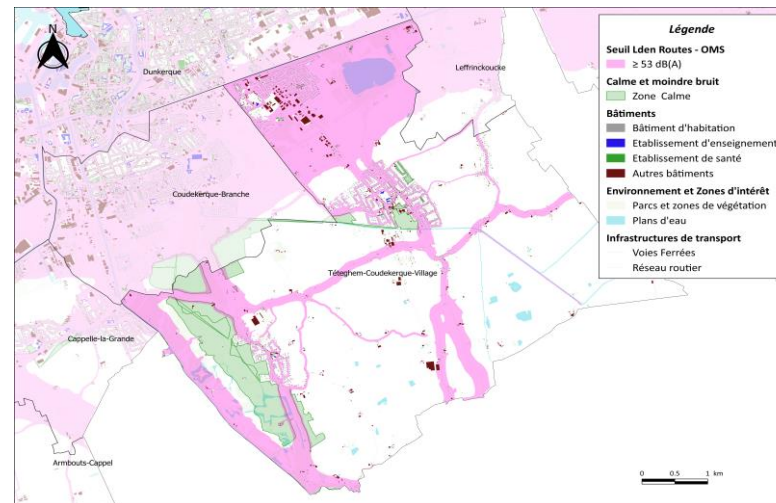 N
Dunkerque
Leffrinckoucke
Coudekerque-Branche
Téteghem-Coudekerque-Village
Cappelle-la-Grande
Armbouts-Cappel
Légende
Seuil Lden Routes - OMS
≥ 53 dB(A)
Calme et moindre bruit
Zone Calme
Bâtiments
Bâtiment d'habitation
Etablissement d'enseignement
Etablissement de santé
Autres bâtiments
Environnement et Zones d'intérêt
Parcs et zones de végétation
Plans d'eau
Infrastructures de transport
Voies Ferrées
Réseau routier
0 0.5 1 km